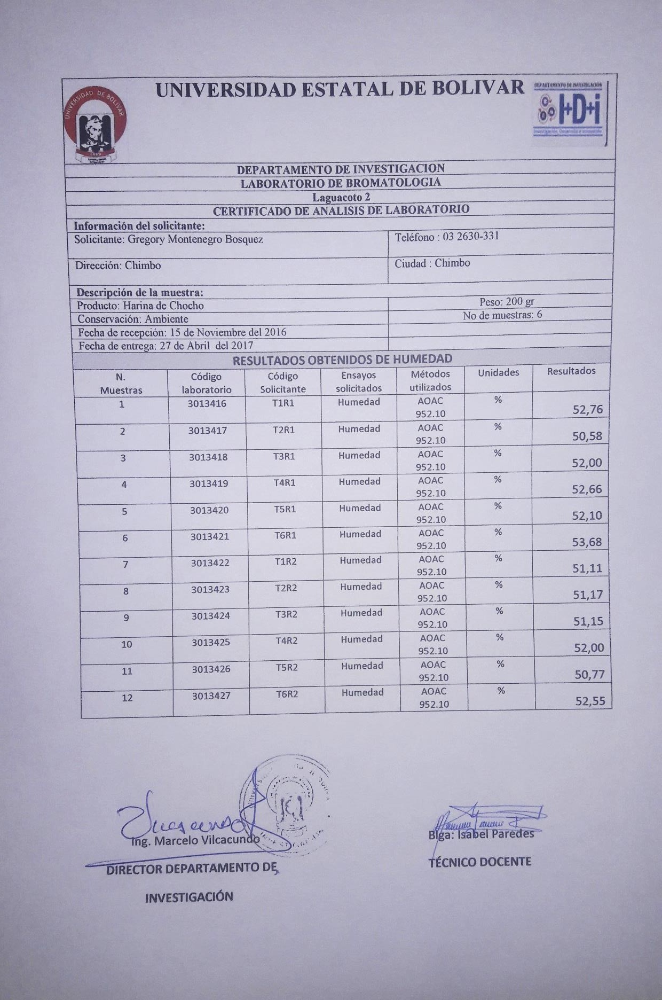 UNIVERSIDAD ESTATAL DE BOLIVAR
UNIVERSIDAD DE BOLIVAR
1989
DEPARTAMENTO DE INVESTIGACIÓN
I+D+i
Investigación, Desarrollo e Innovación
DEPARTAMENTO DE INVESTIGACION
LABORATORIO DE BROMATOLOGIA
Laguacoto 2
CERTIFICADO DE ANALISIS DE LABORATORIO
Información del solicitante:
Solicitante: Gregory Montenegro Bosquez Teléfono : 03 2630-331
Dirección: Chimbo Ciudad : Chimbo
Descripción de la muestra:
Producto: Harina de Chocho Peso: 200 gr
Conservación: Ambiente No de muestras: 6
Fecha de recepción: 15 de Noviembre del 2016
Fecha de entrega: 27 de Abril del 2017
RESULTADOS OBTENIDOS DE HUMEDAD
N. Muestras Código laboratorio Código Solicitante Ensayos solicitados Métodos utilizados Unidades Resultados
1 3013416 T1R1 Humedad AOAC 952.10 % 52,76
2 3013417 T2R1 Humedad AOAC 952.10 % 50,58
3 3013418 T3R1 Humedad AOAC 952.10 % 52,00
4 3013419 T4R1 Humedad AOAC 952.10 % 52,66
5 3013420 T5R1 Humedad AOAC 952.10 % 52,10
6 3013421 T6R1 Humedad AOAC 952.10 % 53,68
7 3013422 T1R2 Humedad AOAC 952.10 % 51,11
8 3013423 T2R2 Humedad AOAC 952.10 % 51,17
9 3013424 T3R2 Humedad AOAC 952.10 % 51,15
10 3013425 T4R2 Humedad AOAC 952.10 % 52,00
11 3013426 T5R2 Humedad AOAC 952.10 % 50,77
12 3013427 T6R2 Humedad AOAC 952.10 % 52,55
Ing. Marcelo Vilcacundo
DIRECTOR DEPARTAMENTO DE
INVESTIGACIÓN
Blga: Isabel Paredes
TÉCNICO DOCENTE